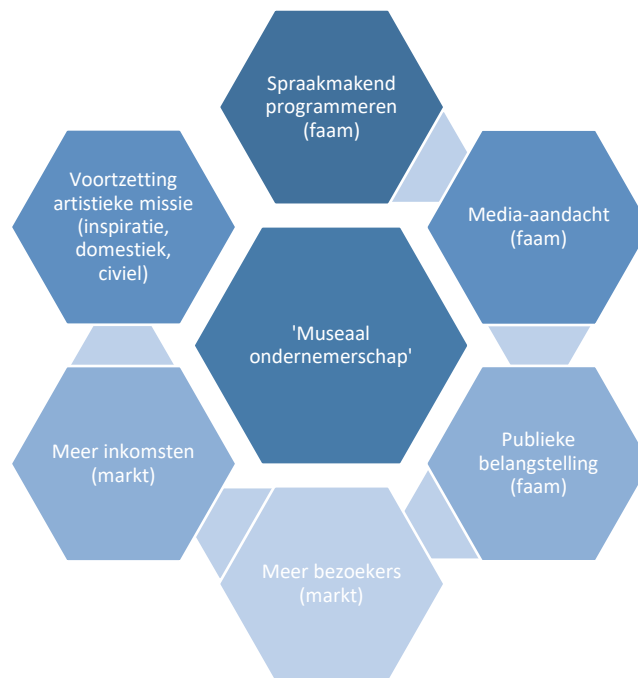 Spraakmakend
programmeren
(faam)
Media-aandacht
(faam)
Publieke
belangstelling
(faam)
Meer bezoekers
(markt)
Meer inkomsten
(markt)
Voortzetting
artistieke missie
(inspiratie,
domestiek,
civiel)
'Museaal
ondernemerschap'